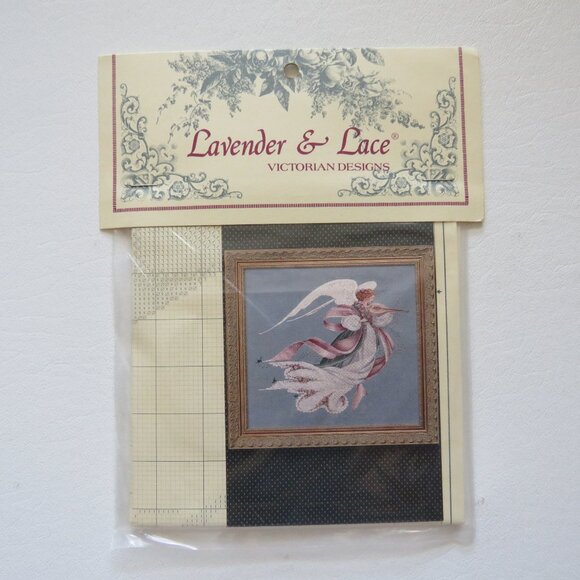 Lavender & Lace®
VICTORIAN DESIGNS